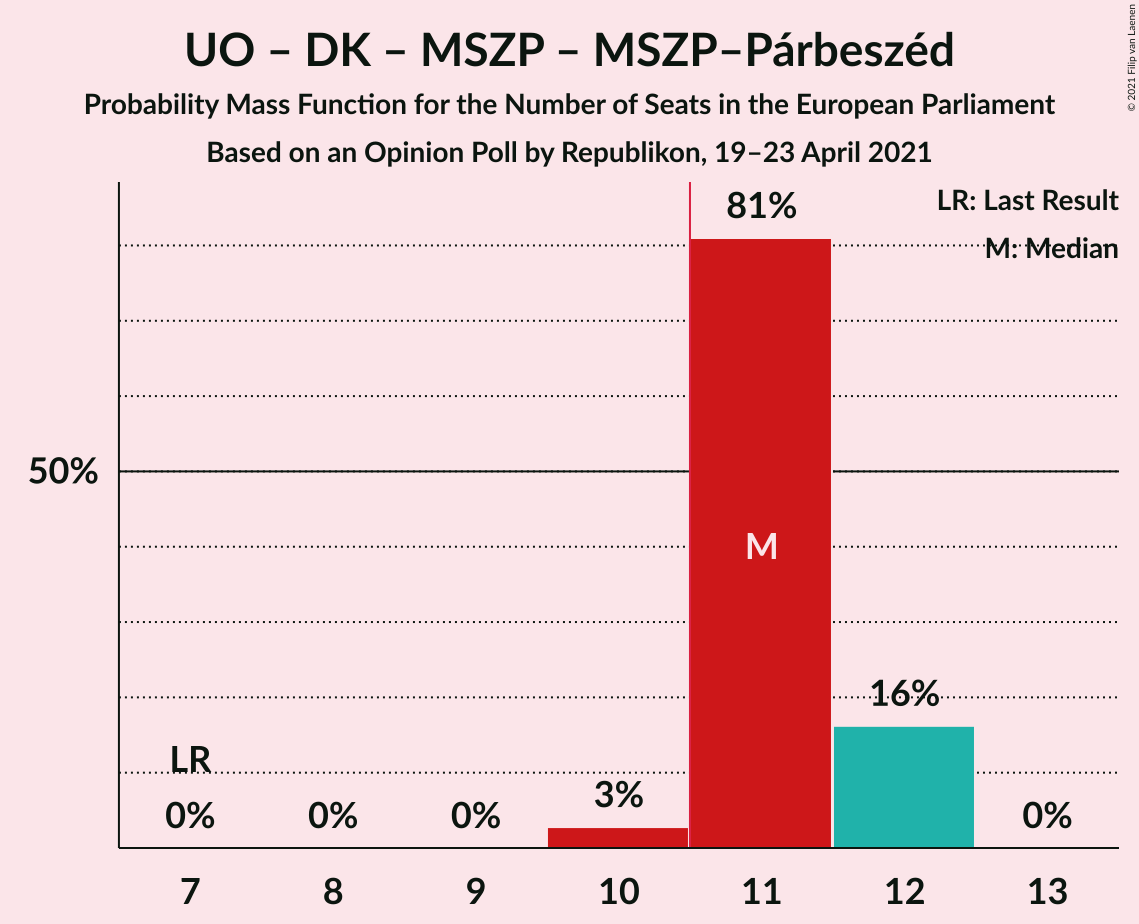 UO – DK – MSZP – MSZP–Párbeszéd
Probability Mass Function for the Number of Seats in the European Parliament
Based on an Opinion Poll by Republikon, 19–23 April 2021
© 2021 Filip van Laenen
LR: Last Result
M: Median
81%
50%
M
16%
LR
3%
0% 0% 0% 0%
7 8 9 10 11 12 13